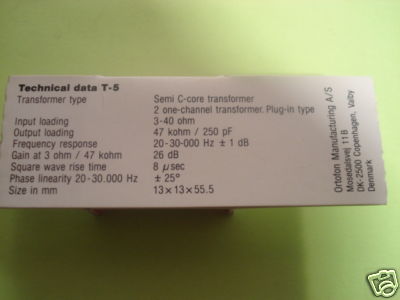 Technical data T-5
Transformer type Semi C-core transformer
2 one-channel transformer. Plug-in type
Input loading 3-40 ohm
Output loading 47 kohm / 250 pF
Frequency response 20-30-000 Hz ± 1 dB
Gain at 3 ohm / 47 kohm 26 dB
Square wave rise time 8 µsec
Phase linearity 20-30.000 Hz ± 25°
Size in mm 13×13×55.5
Ortofon Manufacturing A/S
Mosedalsvej 11B
DK-2500 Copenhagen, Valby
Denmark
ebY